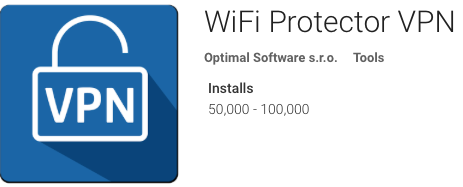 WiFi Protector VPN
Optimal Software s.r.o. Tools
Installs
50,000 - 100,000
VPN